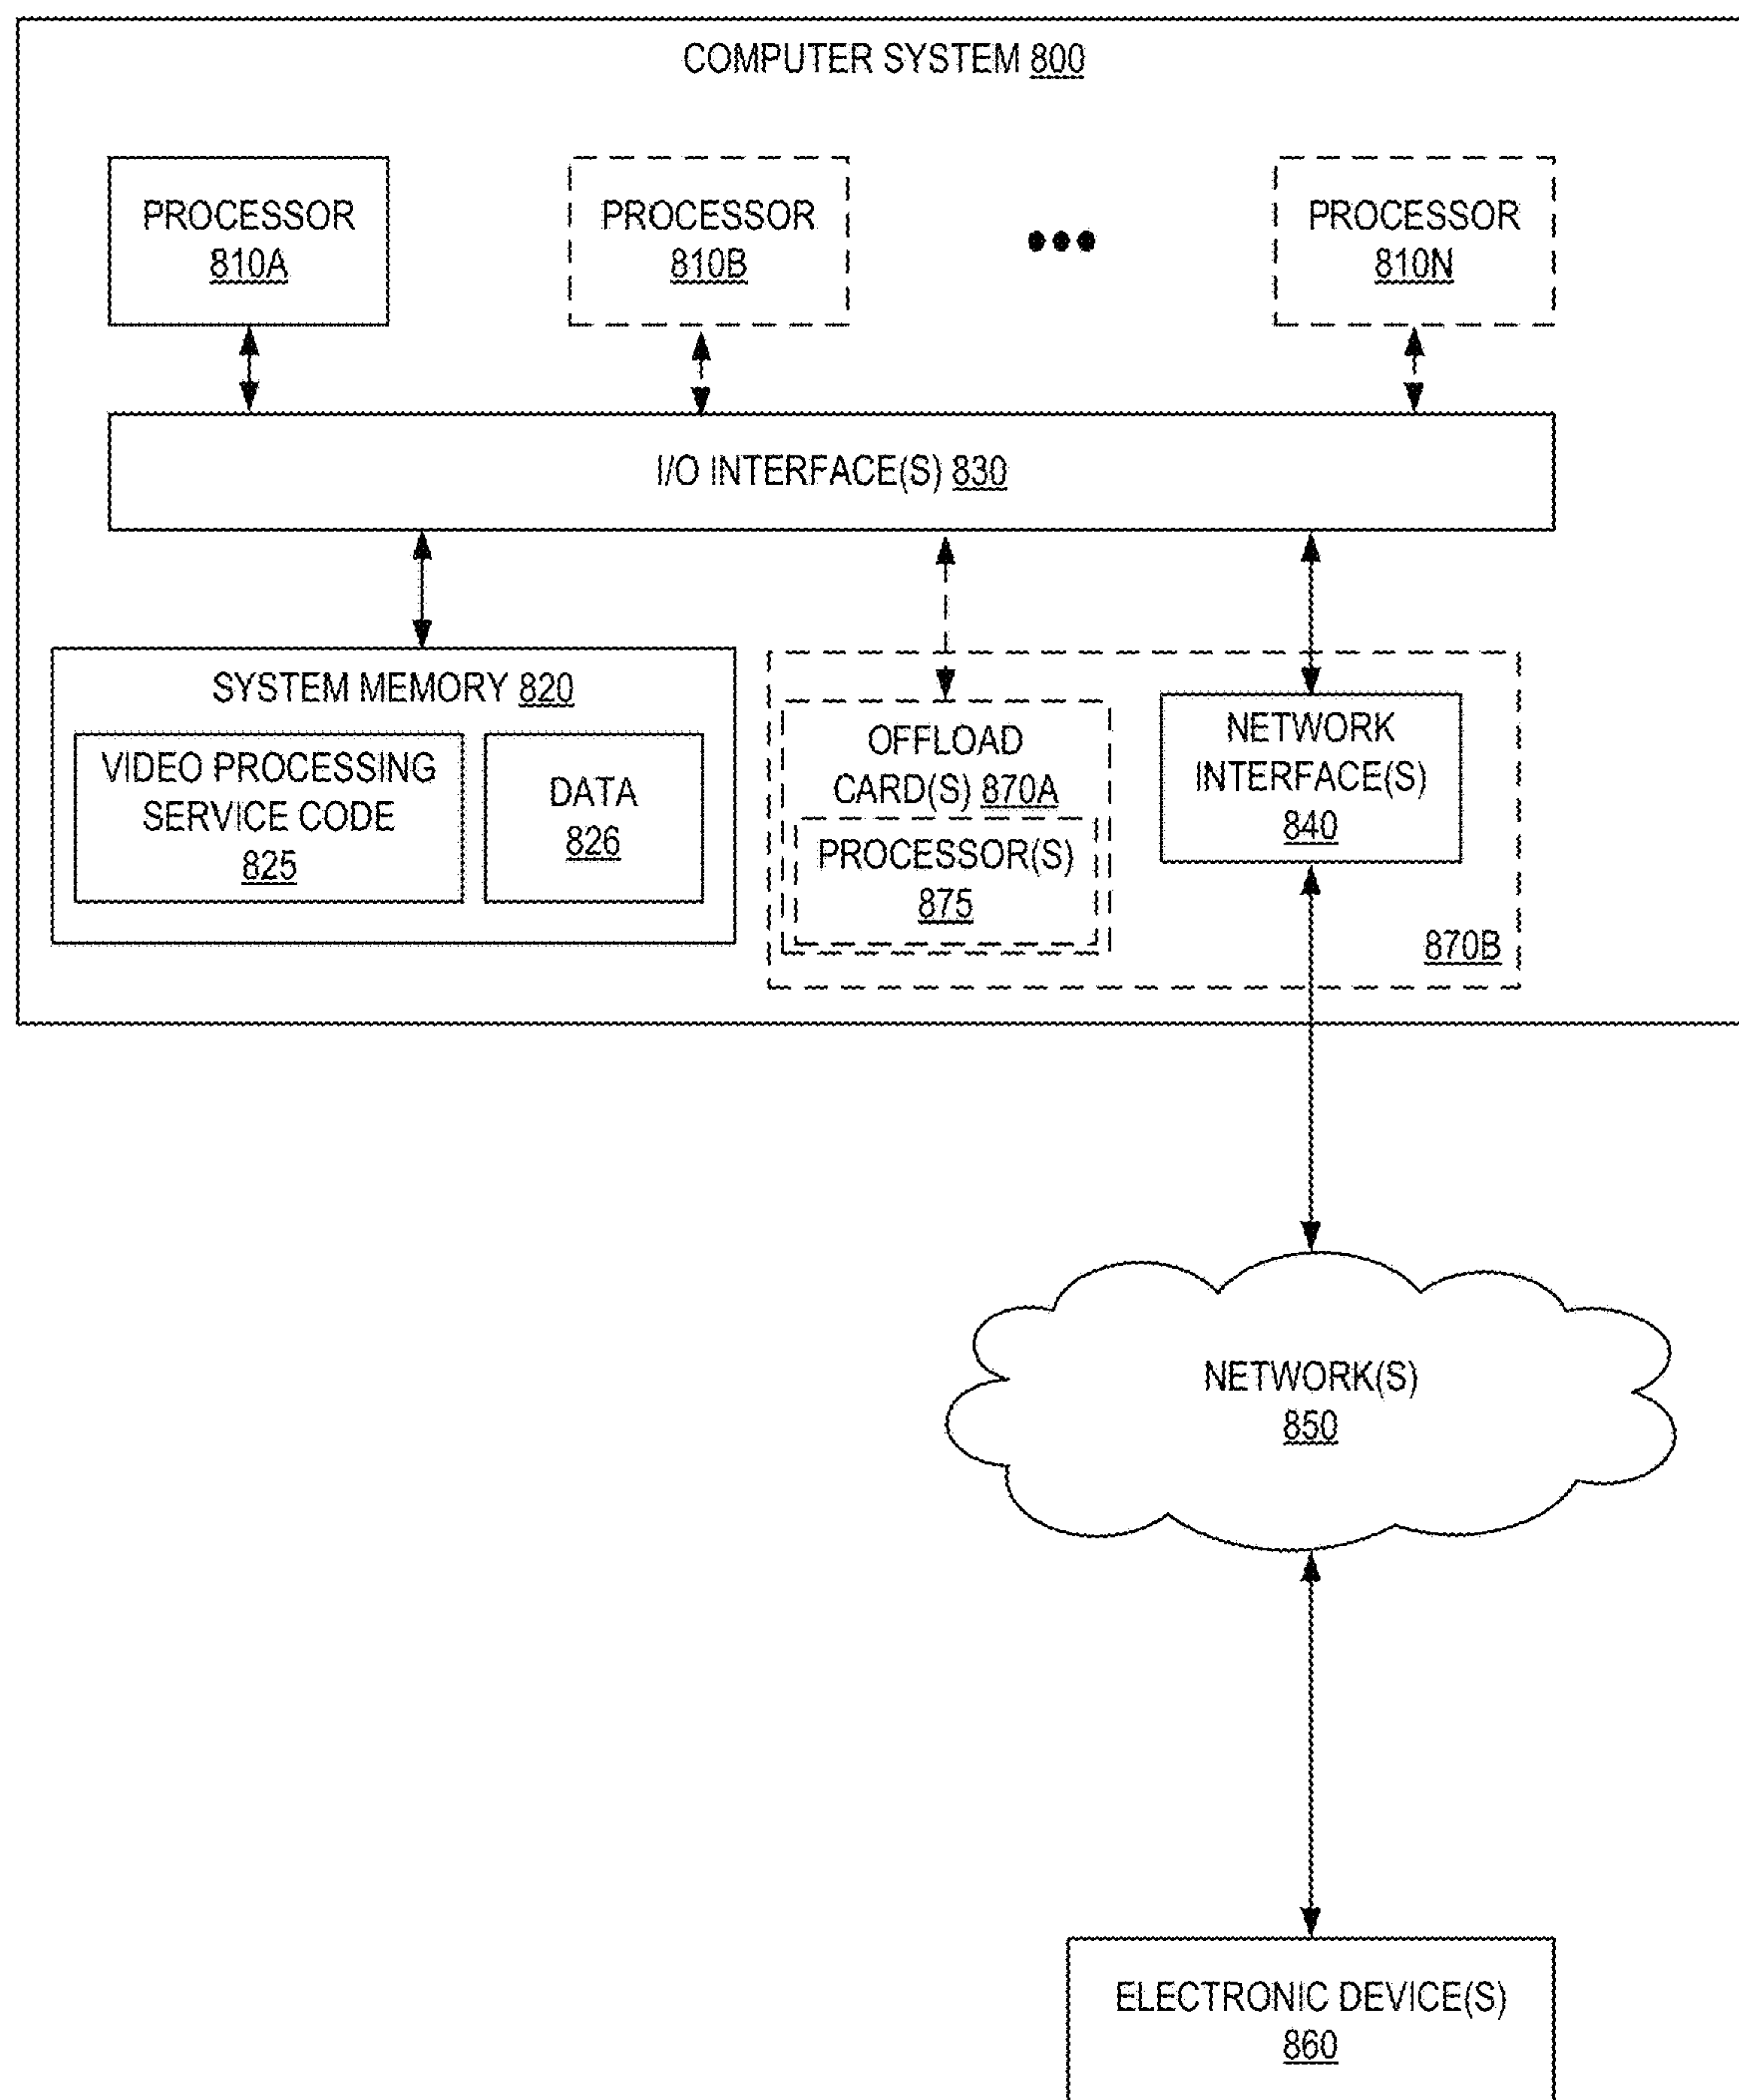 COMPUTER SYSTEM 800
PROCESSOR
810A
PROCESSOR
810B
PROCESSOR
810N
I/O INTERFACE(S) 830
SYSTEM MEMORY 820
VIDEO PROCESSING
SERVICE CODE
825
DATA
826
OFFLOAD
CARD(S) 870A
PROCESSOR(S)
875
NETWORK
INTERFACE(S)
840
870B
NETWORK(S)
850
ELECTRONIC DEVICE(S)
860